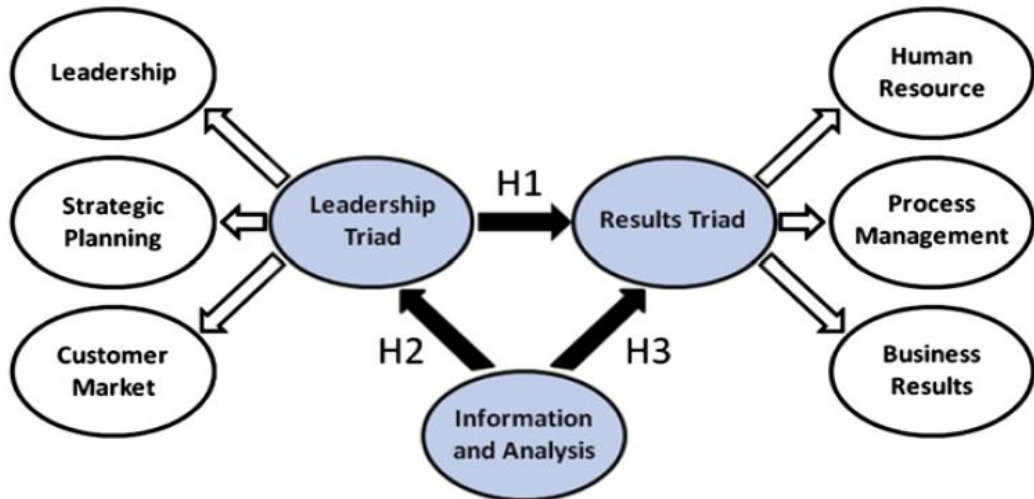 Leadership
Strategic
Planning
Customer
Market
Leadership
Triad
H1
Results Triad
H2
H3
Information
and Analysis
Human
Resource
Process
Management
Business
Results